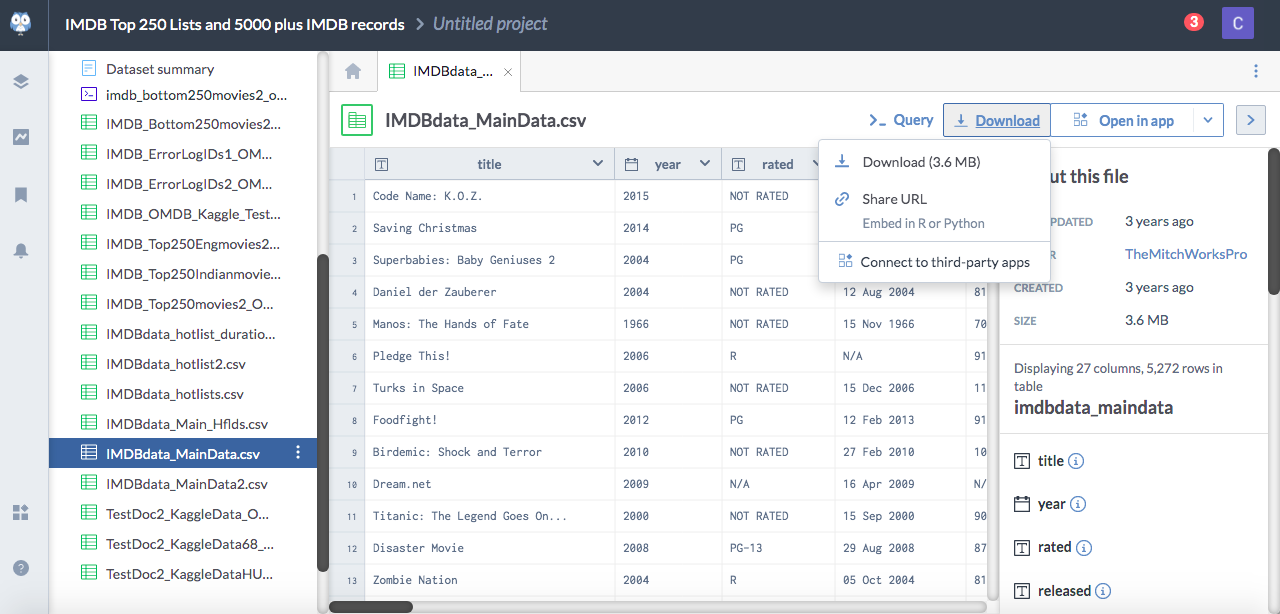 IMDB Top 250 Lists and 5000 plus IMDB records > Untitled project
3
C
Dataset summary
imdb_bottom250movies2_o...
IMDB_Bottom250movies2...
IMDB_ErrorLogIDs1_OM...
IMDB_ErrorLogIDs2_OM...
IMDB_OMDB_Kaggle_Test...
IMDB_Top250Engmovies2...
IMDB_Top250Indianmovie...
IMDB_Top250movies2_O...
IMDBdata_hotlist_duratio...
IMDBdata_hotlist2.csv
IMDBdata_hotlists.csv
IMDBdata_Main_Hflds.csv
IMDBdata_MainData.csv
IMDBdata_MainData2.csv
TestDoc2_KaggleData_O...
TestDoc2_KaggleData68_...
TestDoc2_KaggleDataHU...
IMDBdata_...
IMDBdata_MainData.csv
Query
Download
Open in app
Download (3.6 MB)
Share URL
Embed in R or Python
Connect to third-party apps
title year rated
1 Code Name: K.O.Z. 2015 NOT RATED
2 Saving Christmas 2014 PG
3 Superbabies: Baby Geniuses 2 2004 PG
4 Daniel der Zauberer 2004 NOT RATED 12 Aug 2004 81
5 Manos: The Hands of Fate 1966 NOT RATED 15 Nov 1966 70
6 Pledge This! 2006 R N/A 91
7 Turks in Space 2006 NOT RATED 15 Dec 2006 11
8 Foodfight! 2012 PG 12 Feb 2013 91
9 Birdemic: Shock and Terror 2010 NOT RATED 27 Feb 2010 10
10 Dream.net 2009 N/A 16 Apr 2009 N/
11 Titanic: The Legend Goes On... 2000 NOT RATED 15 Sep 2000 90
12 Disaster Movie 2008 PG-13 29 Aug 2008 87
13 Zombie Nation 2004 R 05 Oct 2004 81
ut this file
PDATED 3 years ago
R TheMitchWorksPro
CREATED 3 years ago
SIZE 3.6 MB
Displaying 27 columns, 5,272 rows in
table
imdbdata_maindata
title
year
rated
released